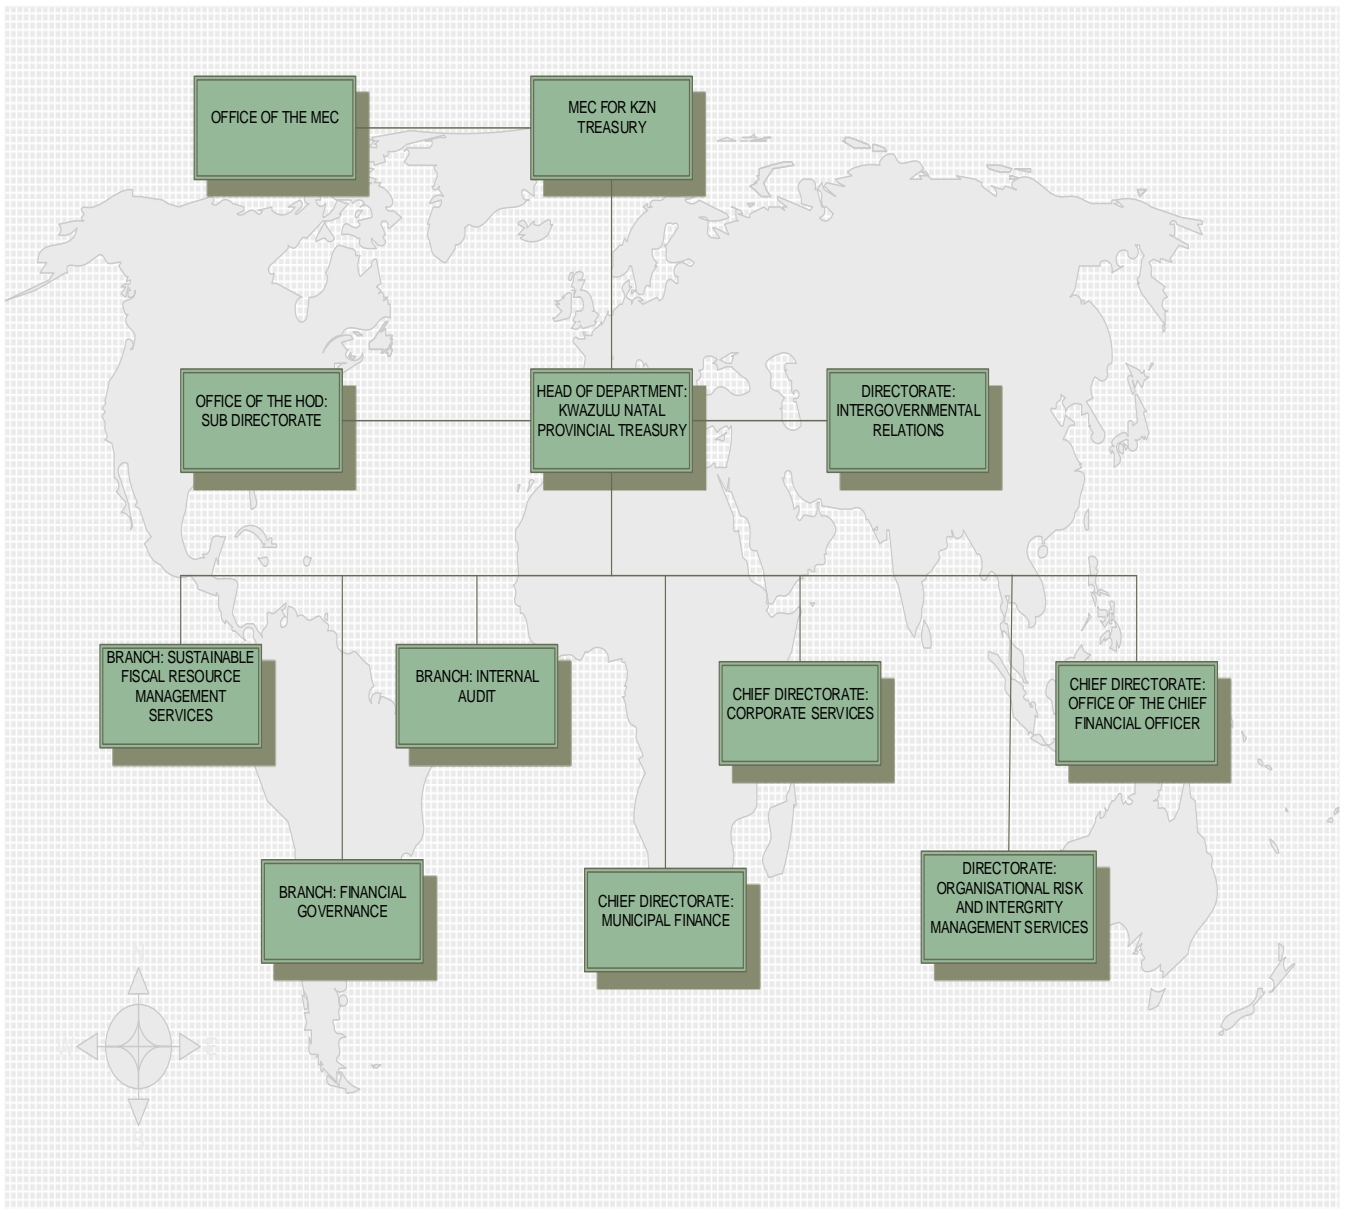 OFFICE OF THE MEC
MEC FOR KZN
TREASURY
OFFICE OF THE HOD:
SUB DIRECTORATE
HEAD OF DEPARTMENT:
KWAZULU NATAL
PROVINCIAL TREASURY
DIRECTORATE:
INTERGOVERNMENTAL
RELATIONS
BRANCH: SUSTAINABLE
FISCAL RESOURCE
MANAGEMENT
SERVICES
BRANCH: INTERNAL
AUDIT
CHIEF DIRECTORATE:
CORPORATE SERVICES
CHIEF DIRECTORATE:
OFFICE OF THE CHIEF
FINANCIAL OFFICER
BRANCH: FINANCIAL
GOVERNANCE
CHIEF DIRECTORATE:
MUNICIPAL FINANCE
DIRECTORATE:
ORGANISATIONAL RISK
AND INTERGRITY
MANAGEMENT SERVICES
N
W
E
S